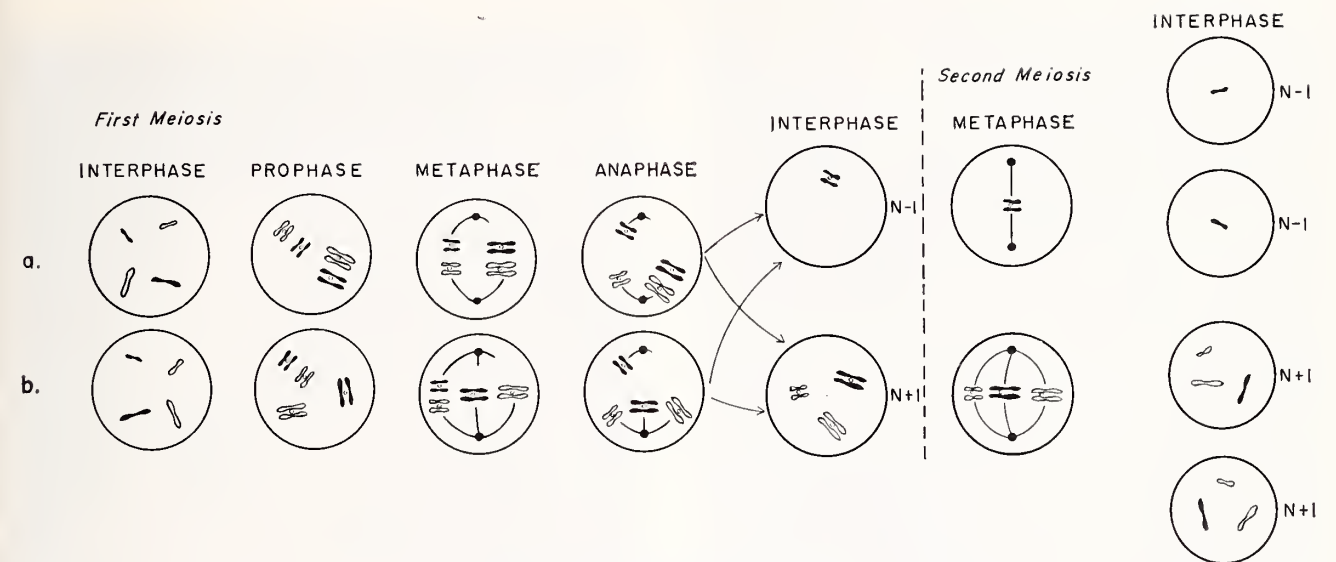 INTERPHASE
N-1
Second Meiosis
First Meiosis
INTERPHASE
METAPHASE
INTERPHASE
PROPHASE
METAPHASE
ANAPHASE
N-1
N-1
a.
b.
N+1
N+1
N+1